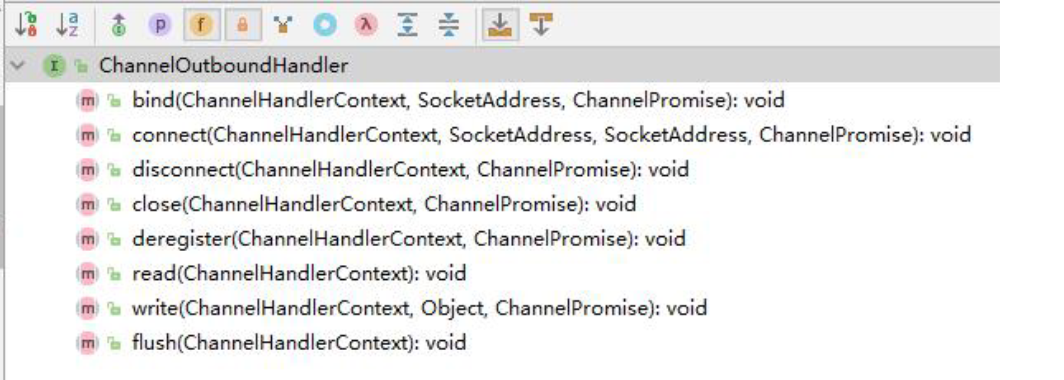 ChannelOutboundHandler
bind(ChannelHandlerContext, SocketAddress, ChannelPromise): void
connect(ChannelHandlerContext, SocketAddress, SocketAddress, ChannelPromise): void
disconnect(ChannelHandlerContext, ChannelPromise): void
close(ChannelHandlerContext, ChannelPromise): void
deregister(ChannelHandlerContext, ChannelPromise): void
read(ChannelHandlerContext): void
write(ChannelHandlerContext, Object, ChannelPromise): void
flush(ChannelHandlerContext): void